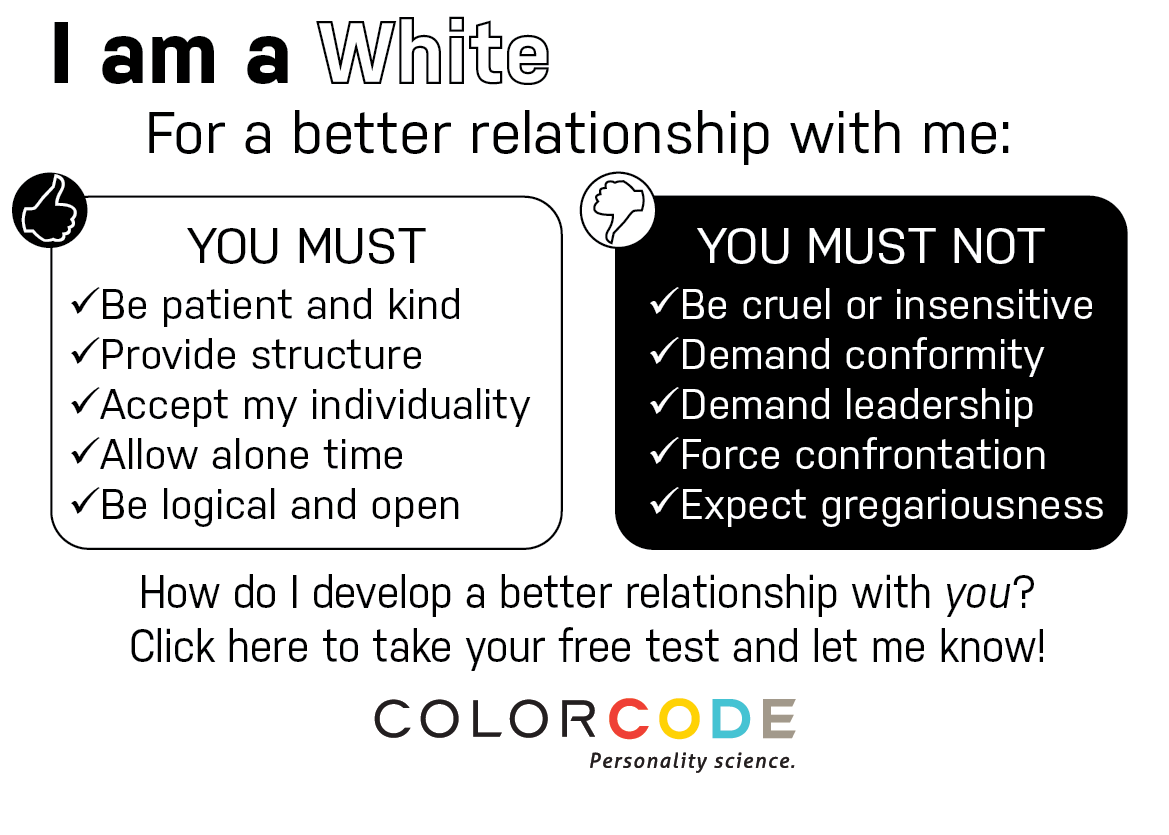 I am a White
For a better relationship with me:
YOU MUST
✓Be patient and kind
✓Provide structure
✓Accept my individuality
✓Allow alone time
✓Be logical and open
YOU MUST NOT
✓Be cruel or insensitive
✓Demand conformity
✓Demand leadership
✓Force confrontation
✓Expect gregariousness
How do I develop a better relationship with you?
Click here to take your free test and let me know!
COLORCODE
Personality science.